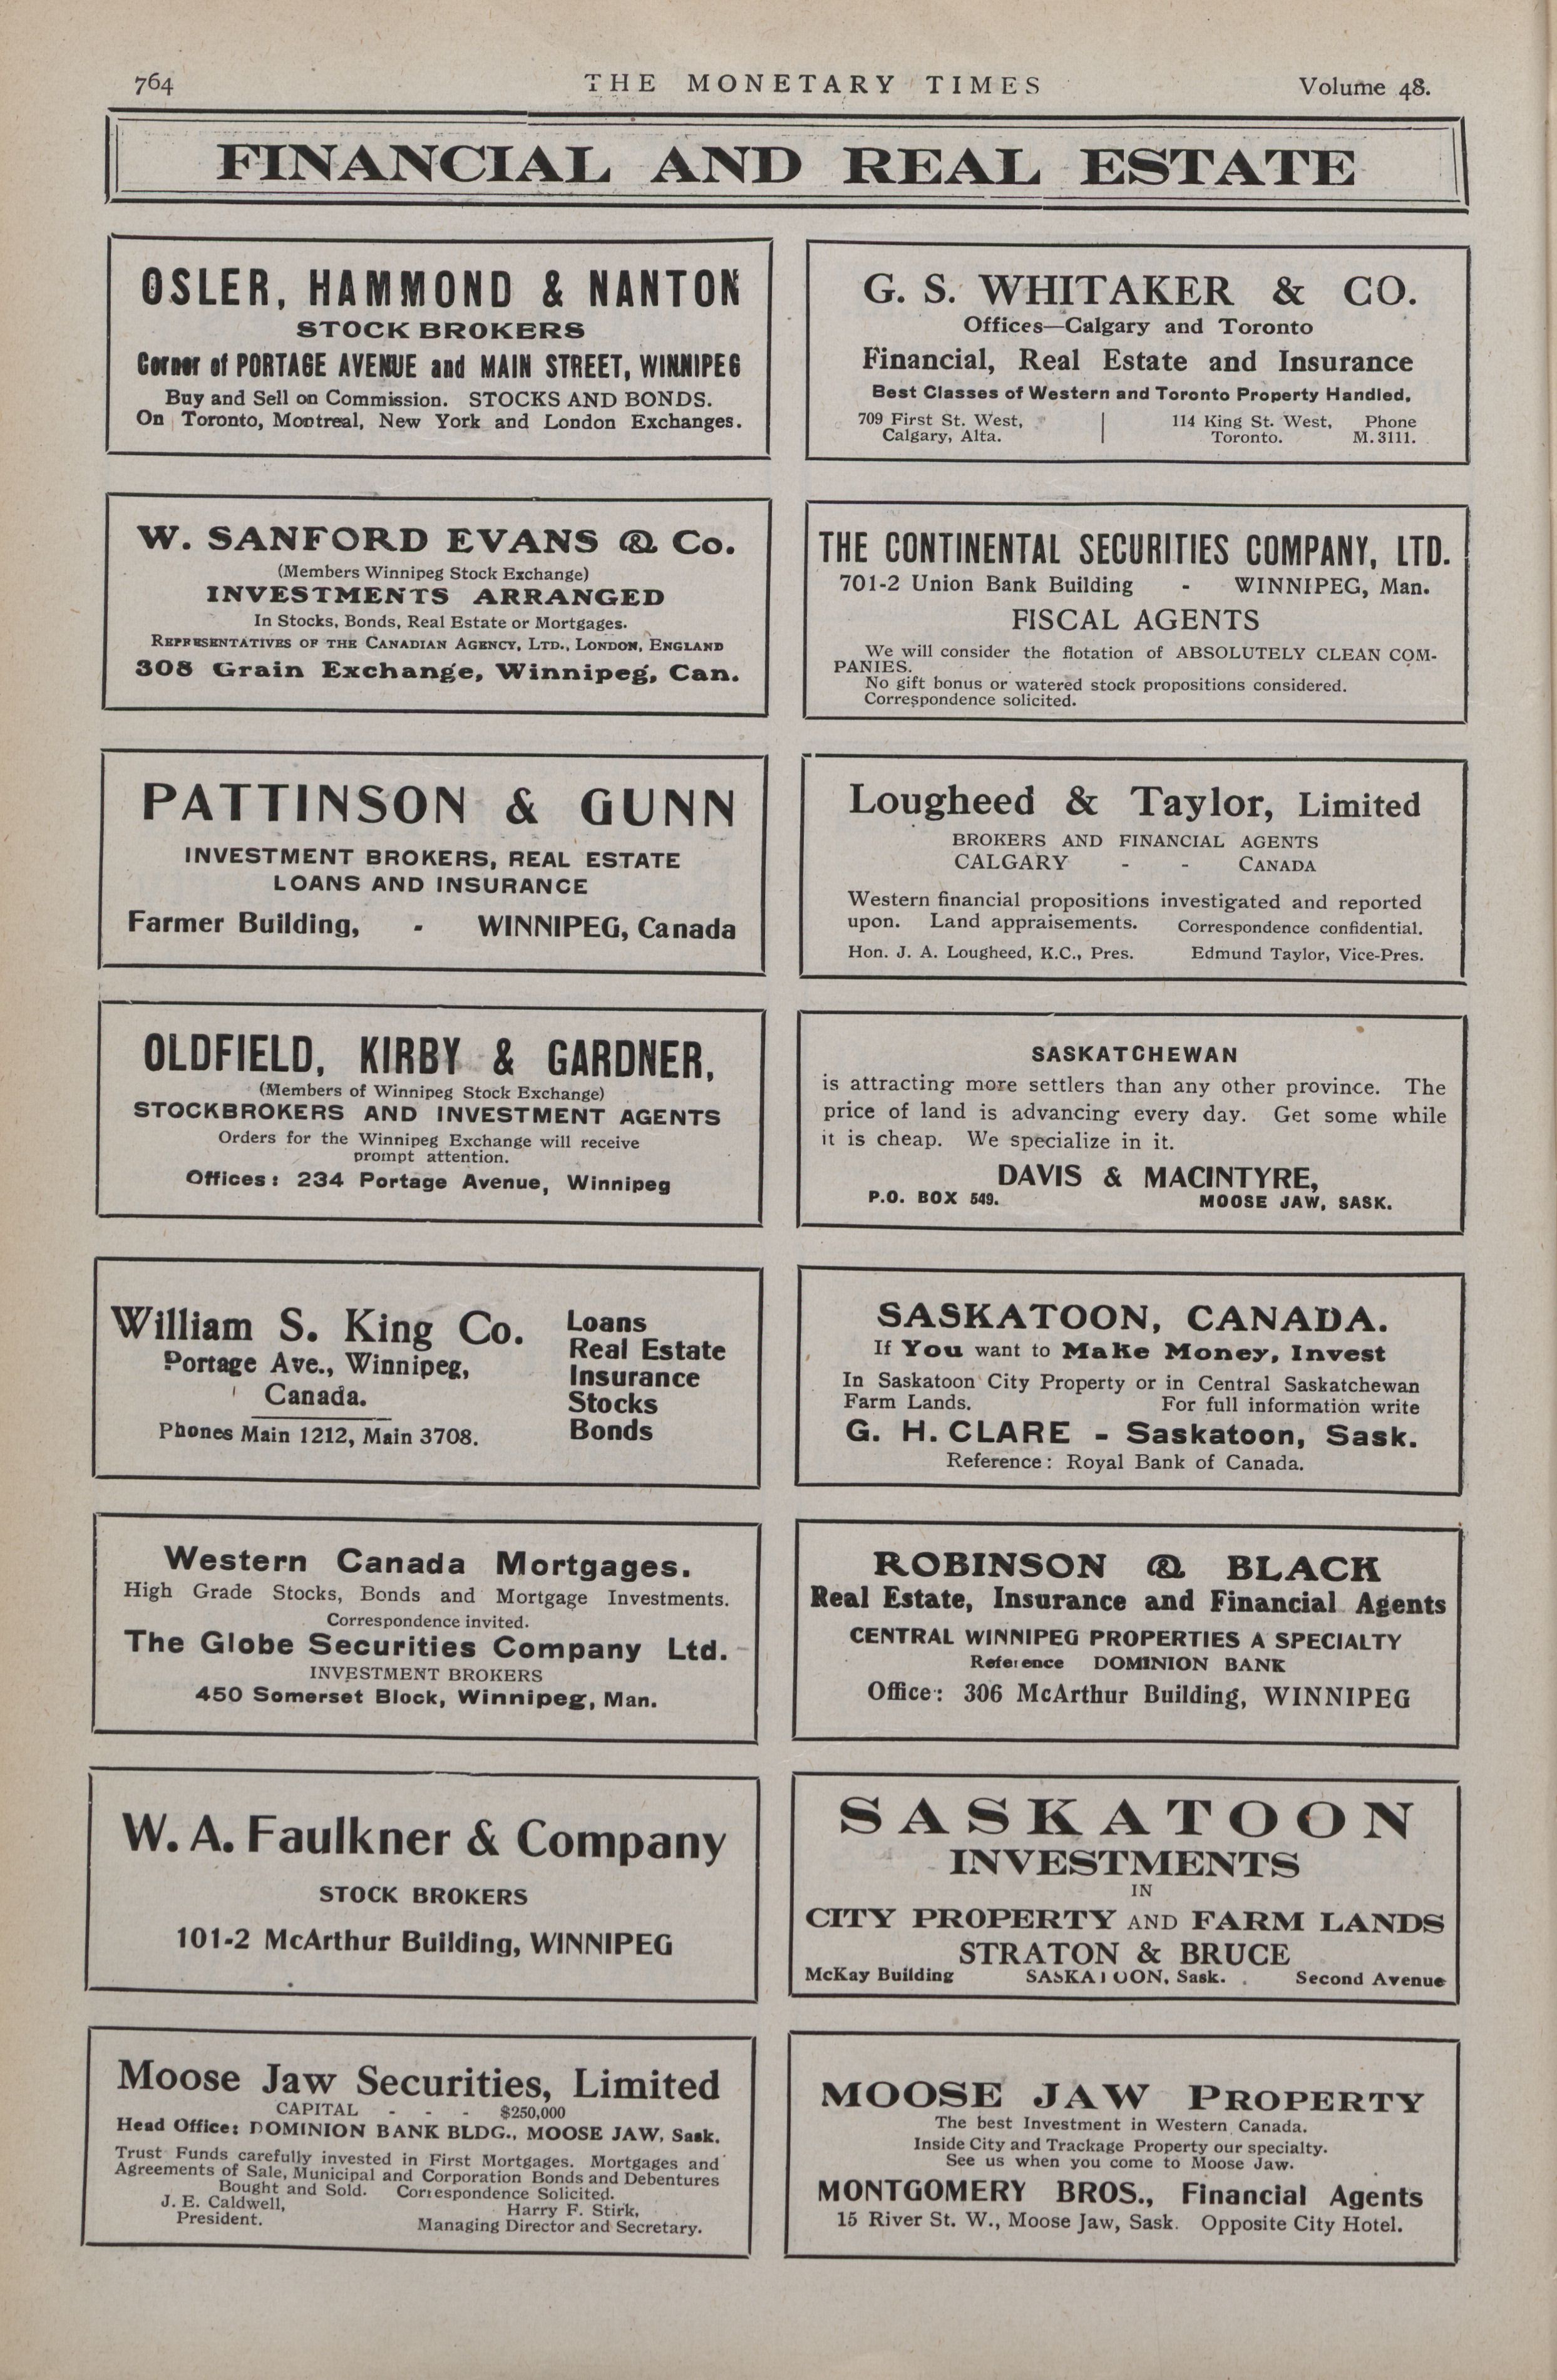 764
THE MONETARY TIMES
Volume 48.
FINANCIAL AND REAL ESTATE
OSLER, HAMMOND & NANTON
STOCK BROKERS
Corner of PORTAGE AVENUE and MAIN STREET, WINNIPEG
Buy and Sell on Commission. STOCKS AND BONDS.
On Toronto, Montreal, New York and London Exchanges.
G. S. WHITAKER & CO.
Offices—Calgary and Toronto
Financial, Real Estate and Insurance
Best Classes of Western and Toronto Property Handled.
709 First St. West,
Calgary, Alta.
114 King St. West, Phone
Toronto. M. 3111.
W. SANFORD EVANS & Co.
(Members Winnipeg Stock Exchange)
INVESTMENTS ARRANGED
In Stocks, Bonds, Real Estate or Mortgages.
REPRESENTATIVES OF THE CANADIAN AGENCY, LTD., LONDON, ENGLAND
308 Grain Exchange, Winnipeg, Can.
THE CONTINENTAL SECURITIES COMPANY, LTD.
701-2 Union Bank Building - WINNIPEG, Man.
FISCAL AGENTS
We will consider the flotation of ABSOLUTELY CLEAN COM-
PANIES.
No gift bonus or watered stock propositions considered.
Correspondence solicited.
PATTINSON & GUNN
INVESTMENT BROKERS, REAL ESTATE
LOANS AND INSURANCE
Farmer Building, - WINNIPEG, Canada
Lougheed & Taylor, Limited
BROKERS AND FINANCIAL AGENTS
CALGARY - - CANADA
Western financial propositions investigated and reported
upon. Land appraisements. Correspondence confidential.
Hon. J. A. Lougheed, K.C., Pres. Edmund Taylor, Vice-Pres.
OLDFIELD, KIRBY & GARDNER,
(Members of Winnipeg Stock Exchange)
STOCKBROKERS AND INVESTMENT AGENTS
Orders for the Winnipeg Exchange will receive
prompt attention.
Offices: 234 Portage Avenue, Winnipeg
SASKATCHEWAN
is attracting more settlers than any other province. The
price of land is advancing every day. Get some while
it is cheap. We specialize in it.
DAVIS & MACINTYRE,
P.O. BOX 549. MOOSE JAW, SASK.
William S. King Co.
Portage Ave., Winnipeg,
Canada.
Phones Main 1212, Main 3708.
Loans
Real Estate
Insurance
Stocks
Bonds
SASKATOON, CANADA.
If You want to Make Money, Invest
In Saskatoon City Property or in Central Saskatchewan
Farm Lands. For full information write
G. H. CLARE - Saskatoon, Sask.
Reference: Royal Bank of Canada.
Western Canada Mortgages.
High Grade Stocks, Bonds and Mortgage Investments.
Correspondence invited.
The Globe Securities Company Ltd.
INVESTMENT BROKERS
450 Somerset Block, Winnipeg, Man.
ROBINSON & BLACK
Real Estate, Insurance and Financial Agents
CENTRAL WINNIPEG PROPERTIES A SPECIALTY
Reference DOMINION BANK
Office: 306 McArthur Building, WINNIPEG
W. A. Faulkner & Company
STOCK BROKERS
101-2 McArthur Building, WINNIPEG
SASKATOON
INVESTMENTS
IN
CITY PROPERTY AND FARM LANDS
STRATON & BRUCE
McKay Building SASKATOON, Sask. Second Avenue
Moose Jaw Securities, Limited
CAPITAL - - - $250,000
Head Office: DOMINION BANK BLDG., MOOSE JAW, Sask.
Trust Funds carefully invested in First Mortgages. Mortgages and
Agreements of Sale, Municipal and Corporation Bonds and Debentures
Bought and Sold. Correspondence Solicited.
J. E. Caldwell, Harry F. Stirk,
President. Managing Director and Secretary.
MOOSE JAW PROPERTY
The best Investment in Western Canada.
Inside City and Trackage Property our specialty.
See us when you come to Moose Jaw.
MONTGOMERY BROS., Financial Agents
15 River St. W., Moose Jaw, Sask. Opposite City Hotel.